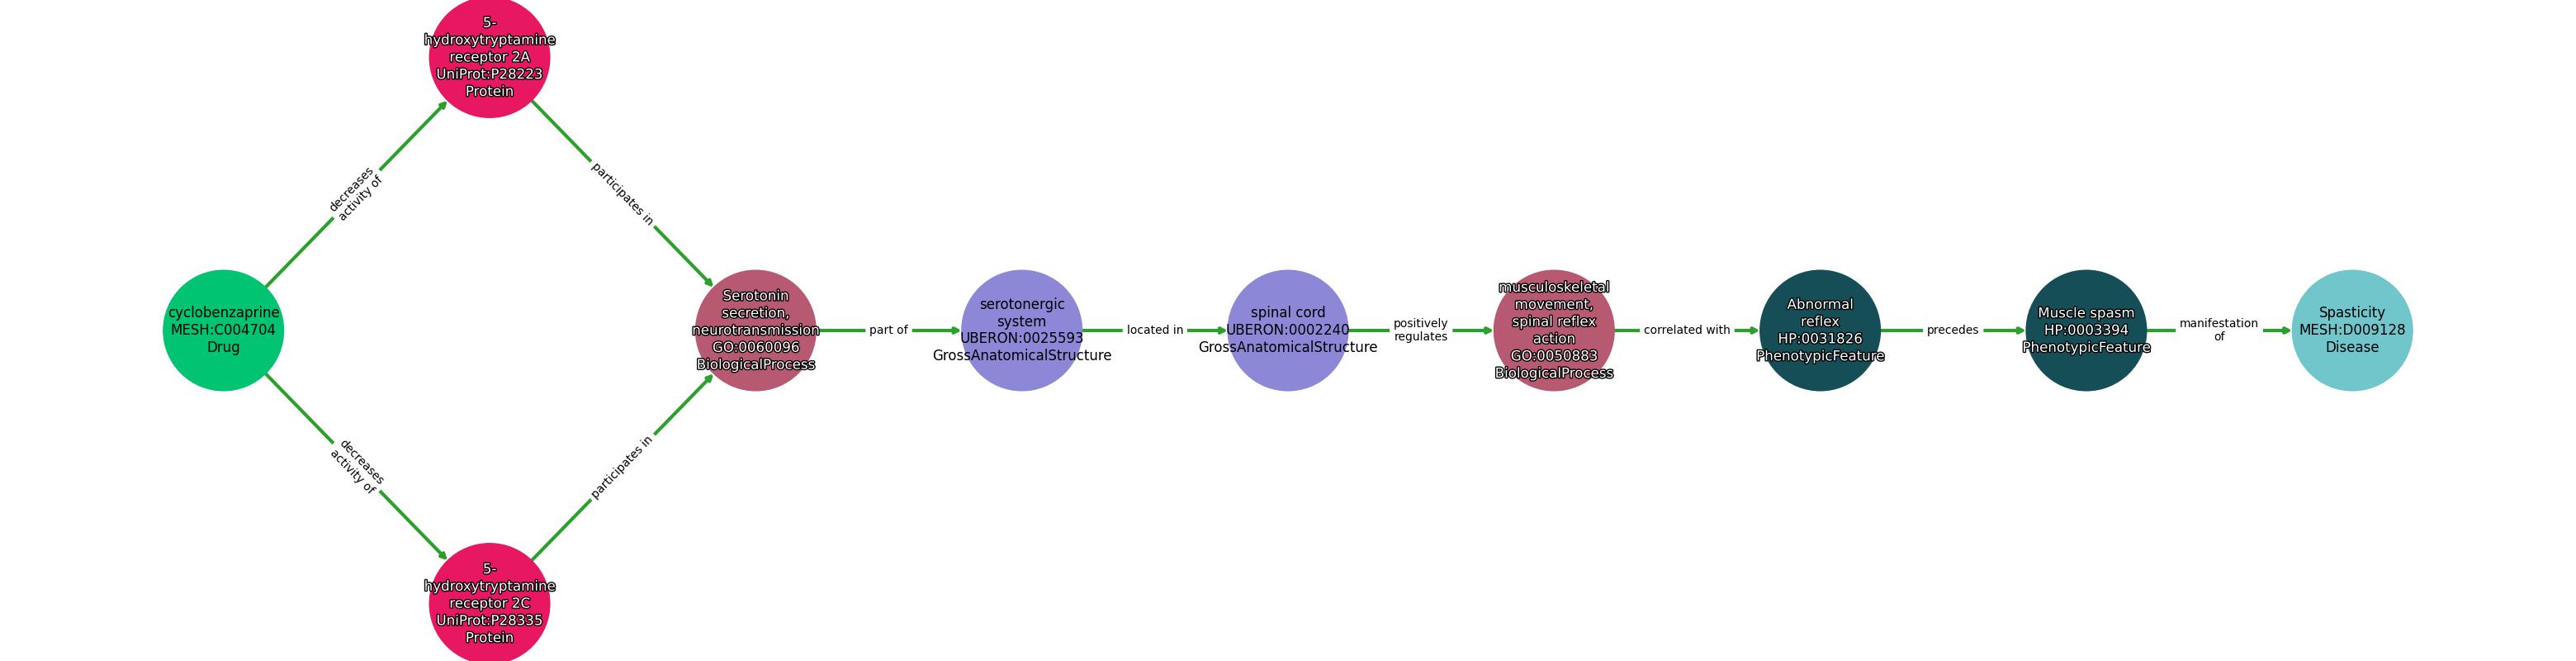 5-
hydroxytryptamine
receptor 2A
UniProt:P28223
Protein
decreases
activity of
participates in
cyclobenzaprine
MESH:C004704
Drug
Serotonin
secretion,
neurotransmission
GO:0060096
BiologicalProcess
part of
serotonergic
system
UBERON:0025593
GrossAnatomicalStructure
located in
spinal cord
UBERON:0002240
GrossAnatomicalStructure
positively
regulates
musculoskeletal
movement,
spinal reflex
action
GO:0050883
BiologicalProcess
correlated with
Abnormal
reflex
HP:0031826
PhenotypicFeature
precedes
Muscle spasm
HP:0003394
PhenotypicFeature
manifestation
of
Spasticity
MESH:D009128
Disease
decreases
activity of
participates in
5-
hydroxytryptamine
receptor 2C
UniProt:P28335
Protein